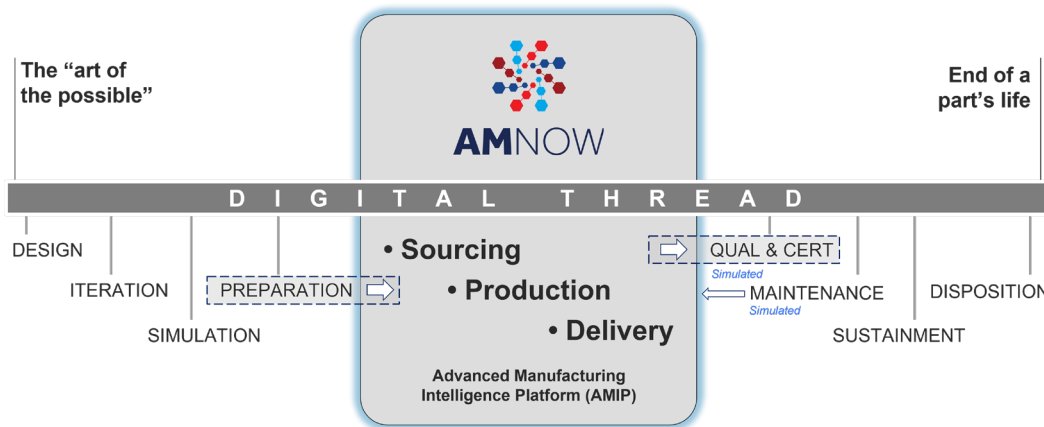 The “art of
the possible”
End of a
part’s life
AMNOW
DIGITAL THREAD
DESIGN
ITERATION
SIMULATION
PREPARATION
• Sourcing
• Production
• Delivery
Advanced Manufacturing
Intelligence Platform (AMIP)
QUAL & CERT
Simulated
MAINTENANCE
Simulated
SUSTAINMENT
DISPOSITION